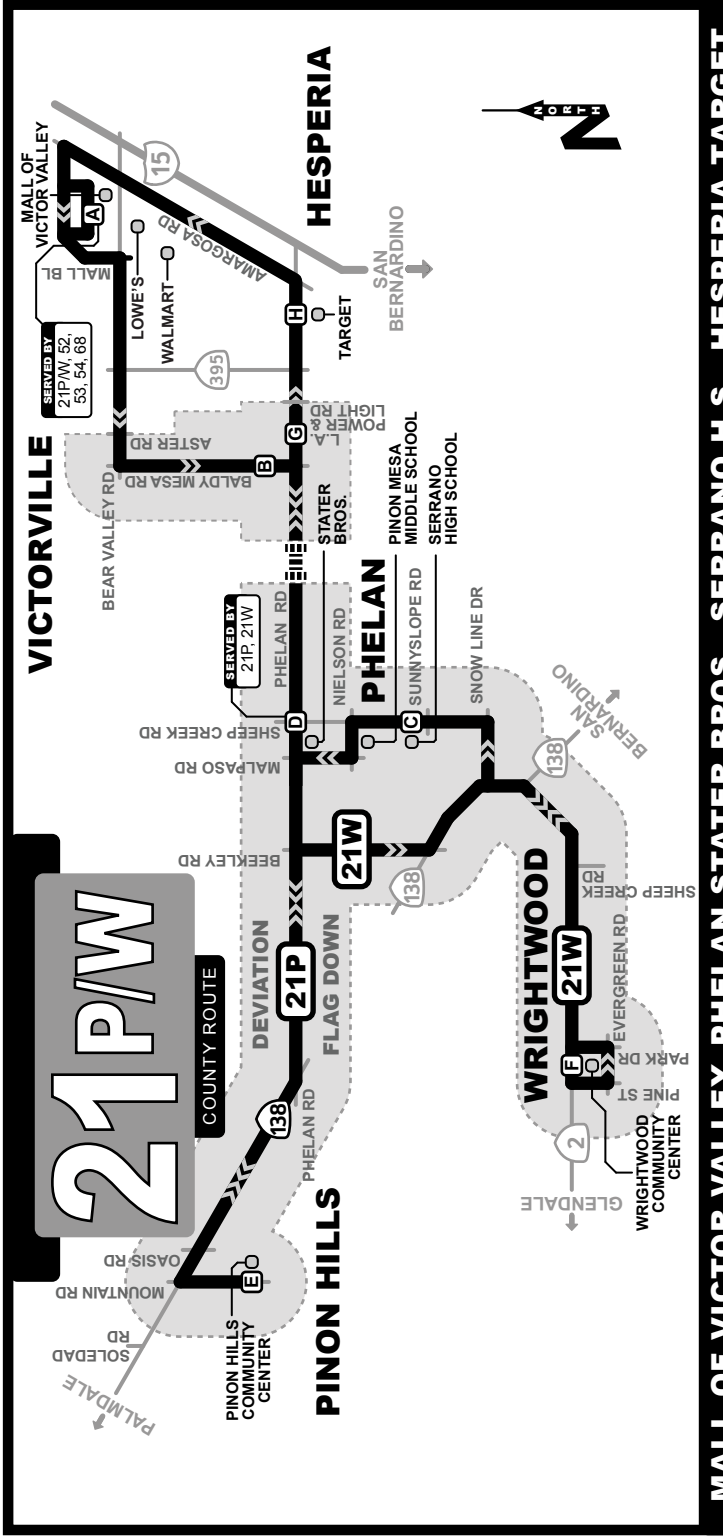 21P/W
COUNTY ROUTE
VICTORVILLE
HESPERIA
PHELAN
WRIGHTWOOD
PINON HILLS
MALL OF
VICTOR VALLEY
SERVED BY
21P/W, 52,
53, 54, 68
A
MALL BL
LOWE'S
WALMART
15
AMARGOSA RD
395
H
TARGET
SAN
BERNARDINO
BEAR VALLEY RD
ASTER RD
BALDY MESA RD
B
G
L.A.
POWER &
LIGHT RD
STATER
BROS.
PINON MESA
MIDDLE SCHOOL
SERRANO
HIGH SCHOOL
SERVED BY
21P, 21W
PHELAN RD
D
SHEEP CREEK RD
MALPASO RD
NIELSON RD
C
SUNNYSLOPE RD
SNOW LINE DR
BEEKLEY RD
21W
138
138
SAN
BERNARDINO
DEVIATION
21P
FLAG DOWN
138
PHELAN RD
OASIS RD
MOUNTAIN RD
SOLEDAD
RD
PALMDALE
E
PINON HILLS
COMMUNITY
CENTER
21W
SHEEP CREEK
RD
EVERGREEN RD
PARK DR
PINE ST
F
2
GLENDALE
WRIGHTWOOD
COMMUNITY
CENTER
NORTH
N
MALL OF VICTOR VALLEY PHELAN STATER BROS. SERRANO H.S. HESPERIA TARGET